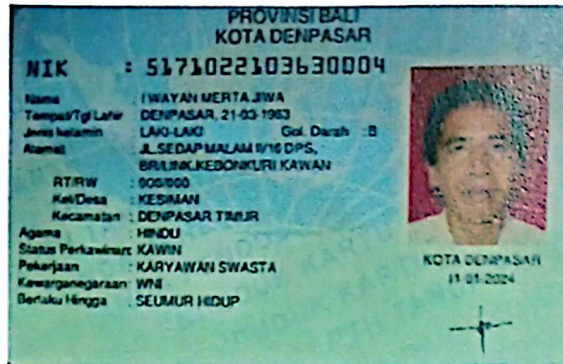 PROVINSI BALI
KOTA DENPASAR
NIK : 5171022103630004
Nama : I WAYAN MERTA JIWA
Tempat/Tgl Lahir : DENPASAR, 21-03-1963
Jenis kelamin : LAKI-LAKI Gol. Darah : B
Alamat : JL.SEDAP MALAM II/16 DPS,
BR/LINK.KEBONKURI KAWAN
RT/RW : 000/000
Kel/Desa : KESIMAN
Kecamatan : DENPASAR TIMUR
Agama : HINDU
Status Perkawinan: KAWIN
Pekerjaan : KARYAWAN SWASTA
Kewarganegaraan: WNI
Berlaku Hingga : SEUMUR HIDUP
KOTA DENPASAR
11-01-2024